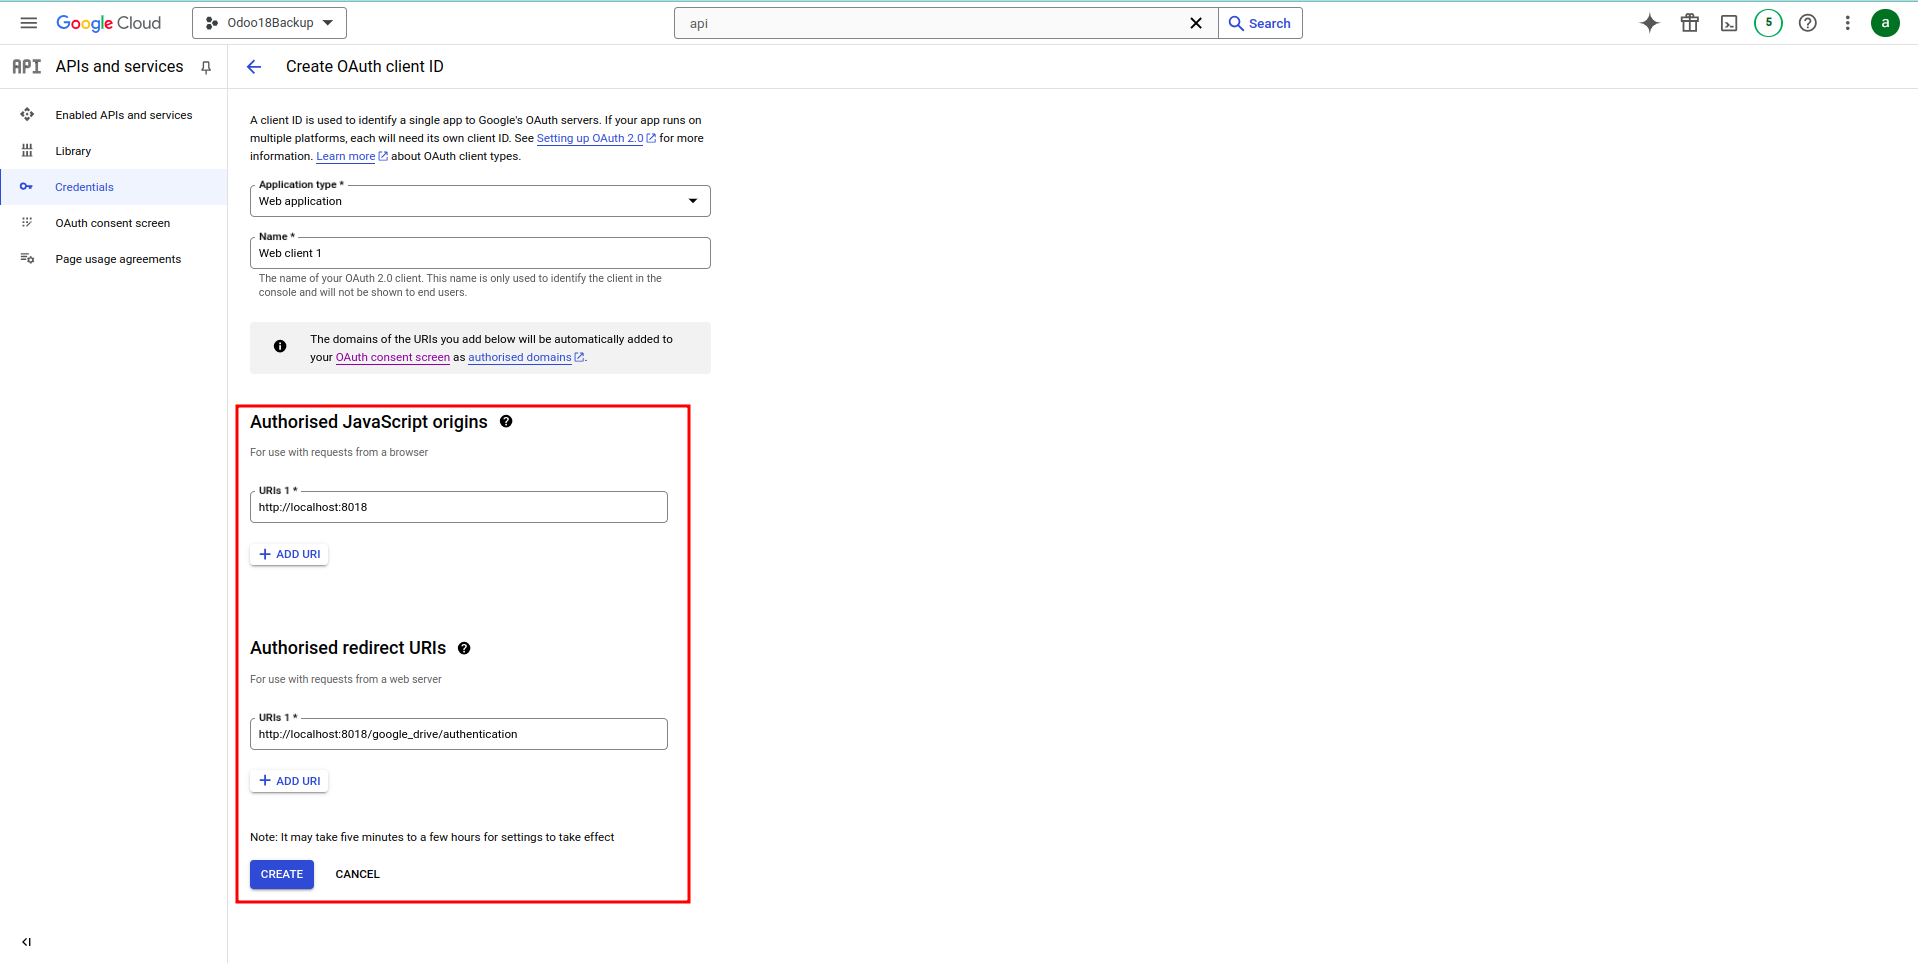 Google Cloud
Odoo18Backup
api
Search
5
a
API
APIs and services
Create OAuth client ID
Enabled APIs and services
Library
Credentials
OAuth consent screen
Page usage agreements
A client ID is used to identify a single app to Google's OAuth servers. If your app runs on
multiple platforms, each will need its own client ID. See Setting up OAuth 2.0 for more
information. Learn more about OAuth client types.
Application type *
Web application
Name *
Web client 1
The name of your OAuth 2.0 client. This name is only used to identify the client in the
console and will not be shown to end users.
The domains of the URIs you add below will be automatically added to
your OAuth consent screen as authorised domains.
Authorised JavaScript origins
For use with requests from a browser
URIs 1 *
http://localhost:8018
+ ADD URI
Authorised redirect URIs
For use with requests from a web server
URIs 1 *
http://localhost:8018/google_drive/authentication
+ ADD URI
Note: It may take five minutes to a few hours for settings to take effect
CREATE
CANCEL